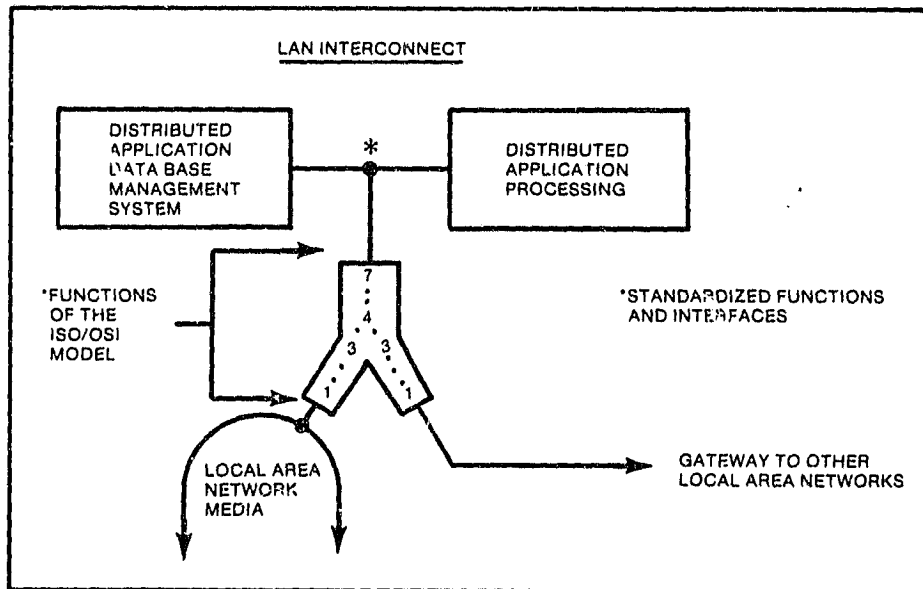 LAN INTERCONNECT
DISTRIBUTED
APPLICATION
DATA BASE
MANAGEMENT
SYSTEM
*
DISTRIBUTED
APPLICATION
PROCESSING
*FUNCTIONS
OF THE
ISO/OSI
MODEL
7
4
3 3
1 1
*STANDARDIZED FUNCTIONS
AND INTERFACES
LOCAL AREA
NETWORK
MEDIA
GATEWAY TO OTHER
LOCAL AREA NETWORKS